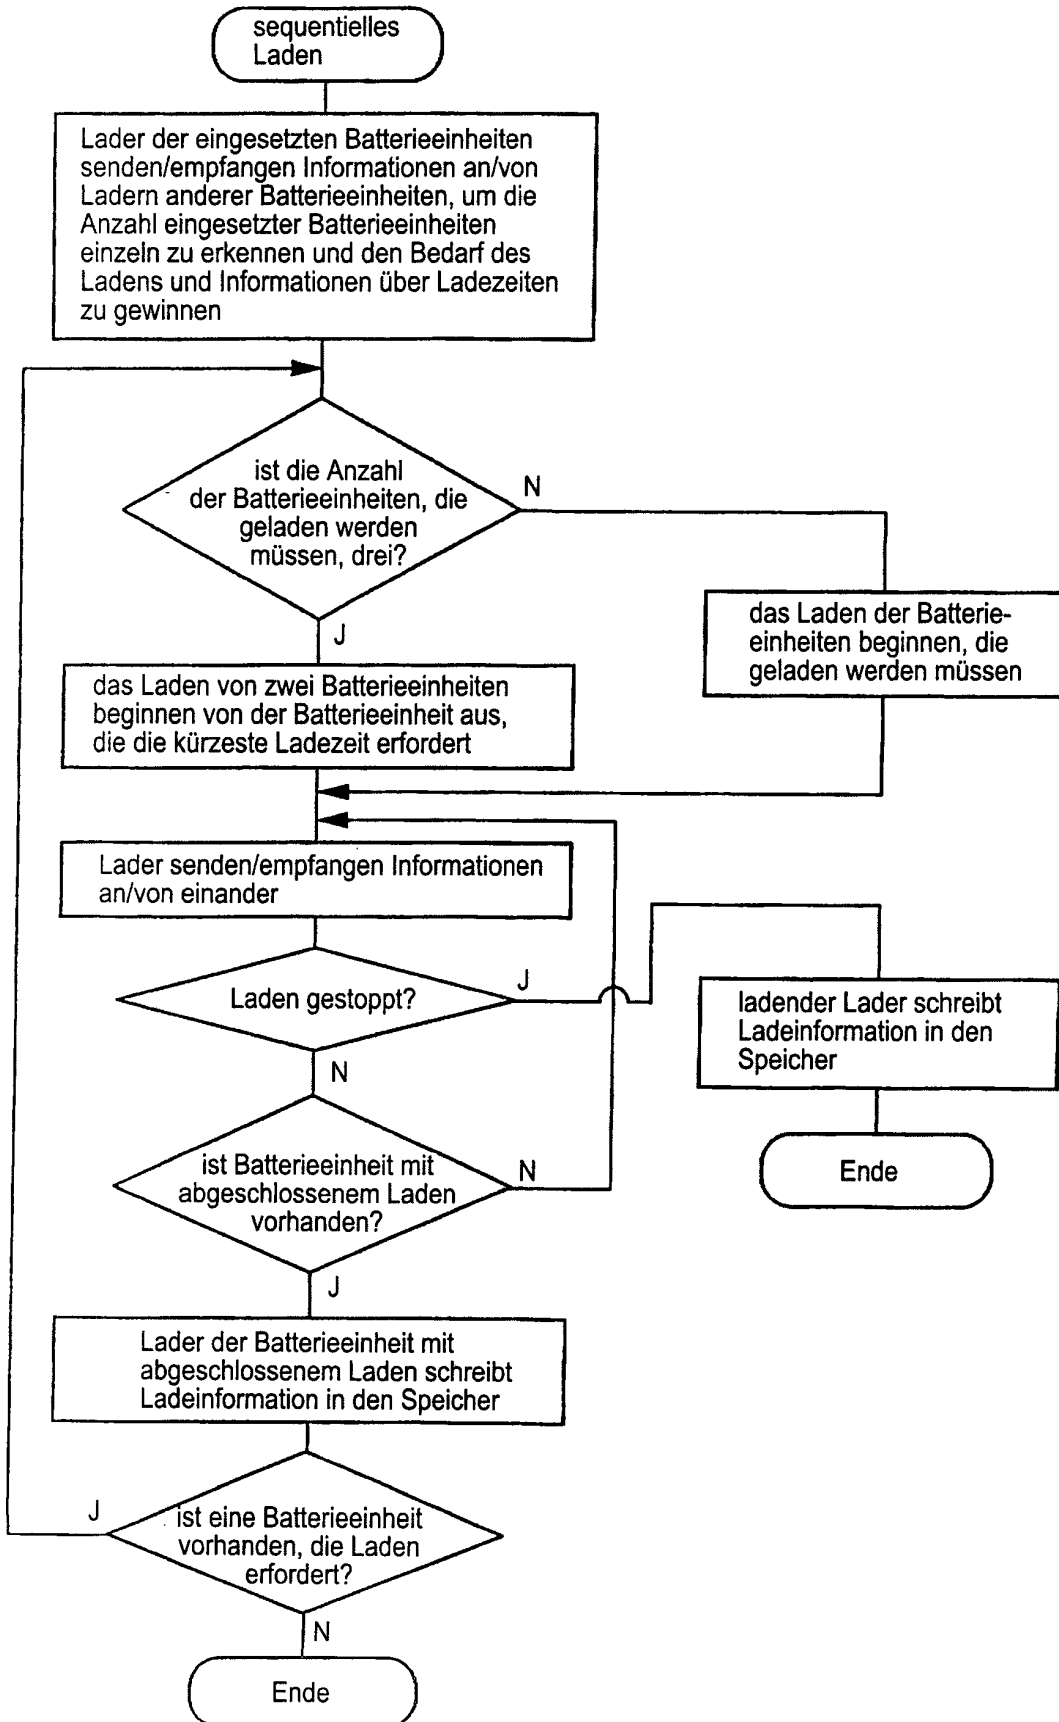 sequentielles
Laden
Lader der eingesetzten Batterieeinheiten
senden/empfangen Informationen an/von
Ladern anderer Batterieeinheiten, um die
Anzahl eingesetzter Batterieeinheiten
einzeln zu erkennen und den Bedarf des
Ladens und Informationen über Ladezeiten
zu gewinnen
ist die Anzahl
der Batterieeinheiten, die
geladen werden
müssen, drei?
N
J
das Laden der Batterie-
einheiten beginnen, die
geladen werden müssen
das Laden von zwei Batterieeinheiten
beginnen von der Batterieeinheit aus,
die die kürzeste Ladezeit erfordert
Lader senden/empfangen Informationen
an/von einander
Laden gestoppt?
J
N
ladender Lader schreibt
Ladeinformation in den
Speicher
Ende
ist Batterieeinheit mit
abgeschlossenem Laden
vorhanden?
N
J
Lader der Batterieeinheit mit
abgeschlossenem Laden schreibt
Ladeinformation in den Speicher
J
ist eine Batterieeinheit
vorhanden, die Laden
erfordert?
N
Ende